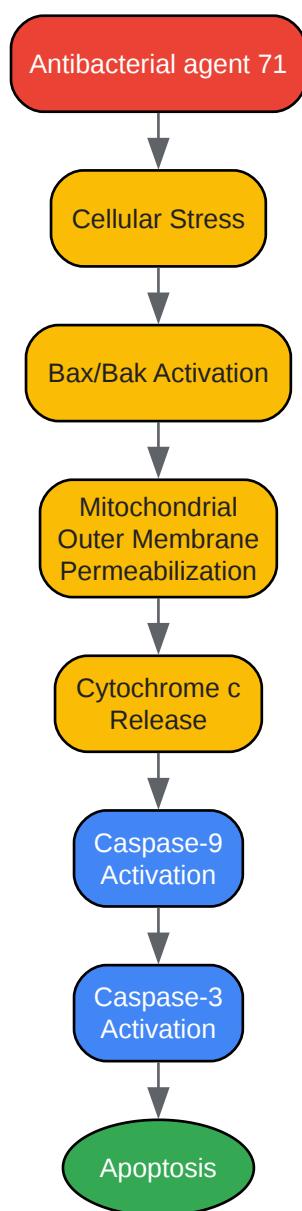 Antibacterial agent 71
Cellular Stress
Bax/Bak Activation
Mitochondrial
Outer Membrane
Permeabilization
Cytochrome c
Release
Caspase-9
Activation
Caspase-3
Activation
Apoptosis